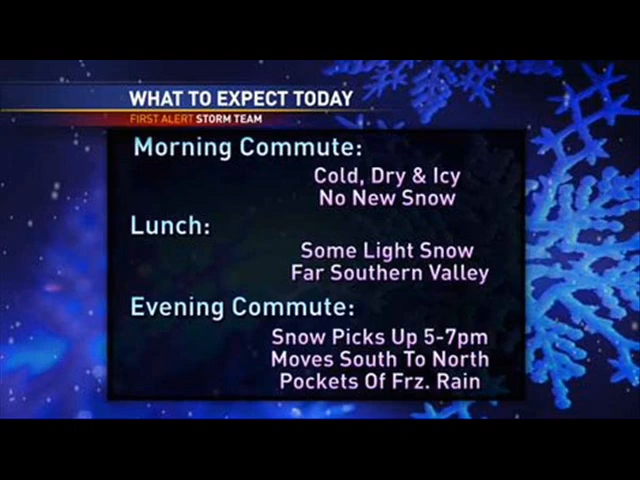 WHAT TO EXPECT TODAY
FIRST ALERT STORM TEAM
Morning Commute:
Cold, Dry & Icy
No New Snow
Lunch:
Some Light Snow
Far Southern Valley
Evening Commute:
Snow Picks Up 5-7pm
Moves South To North
Pockets Of Frz. Rain